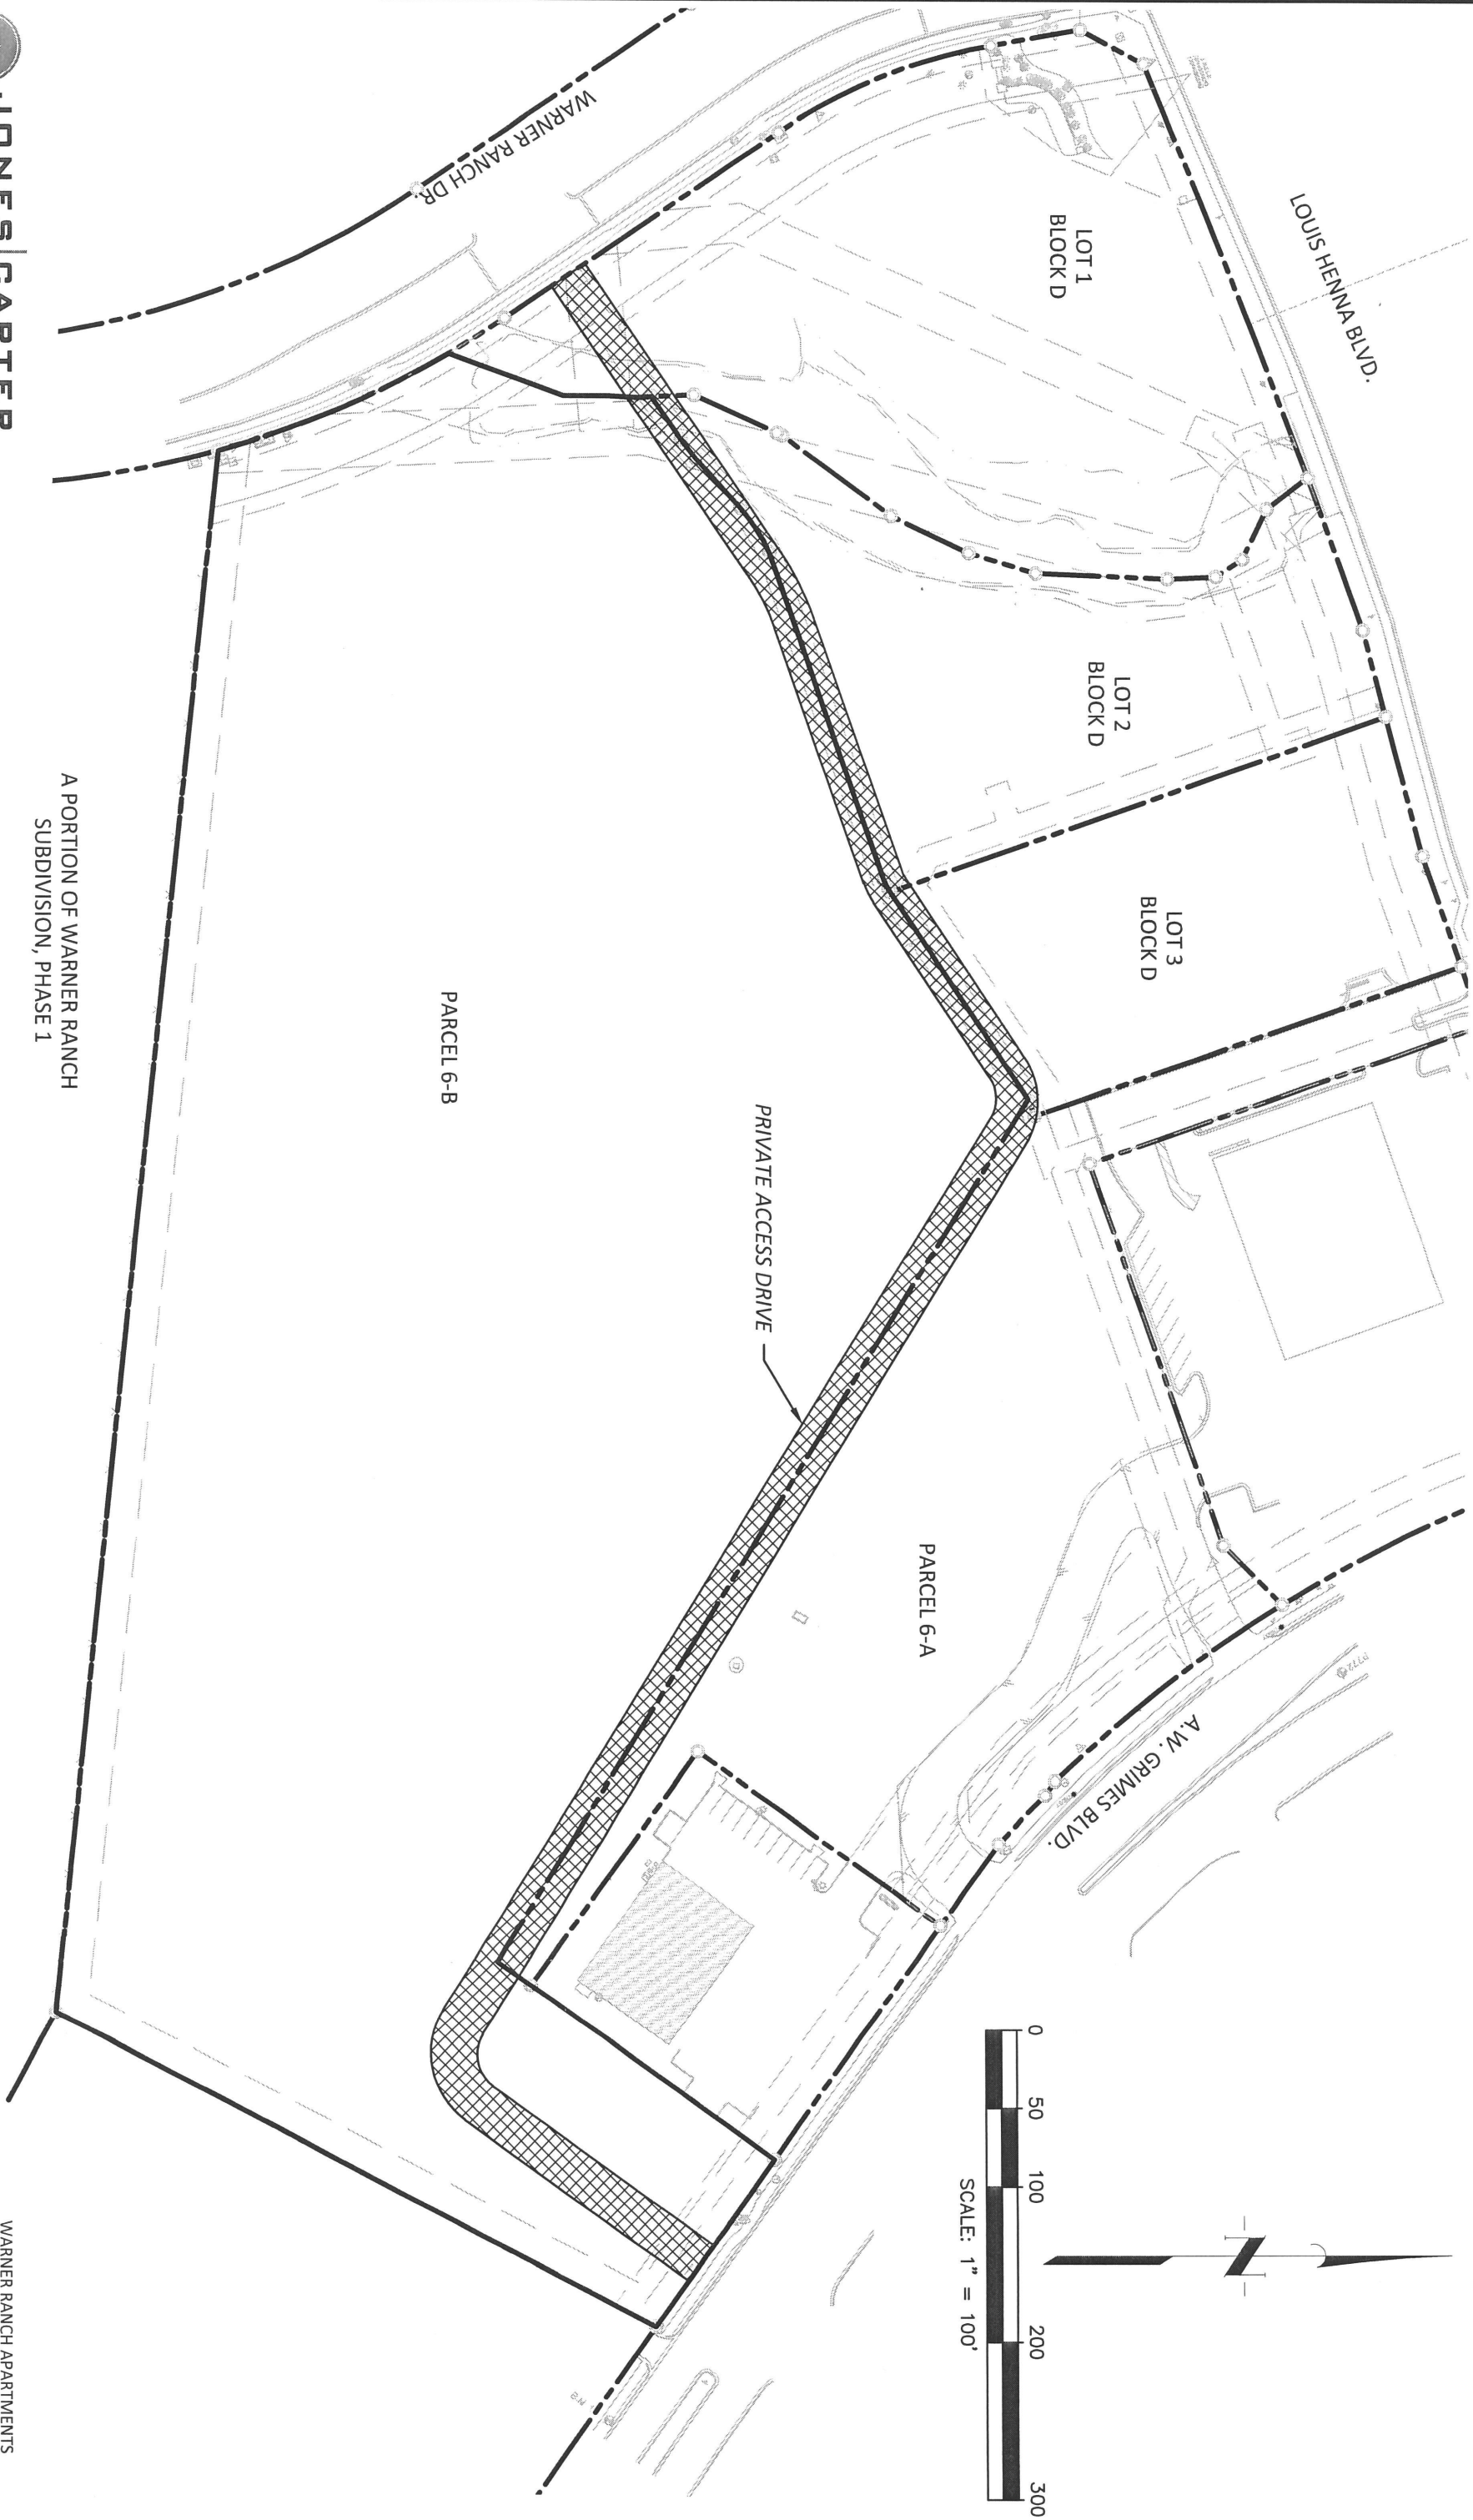 LOUIS HENNA BLVD.
WARNER RANCH DR.
LOT 1
BLOCK D
LOT 2
BLOCK D
LOT 3
BLOCK D
PARCEL 6-A
A.W. GRIMES BLVD.
PRIVATE ACCESS DRIVE
PARCEL 6-B
A PORTION OF WARNER RANCH
SUBDIVISION, PHASE 1
N
0 50 100 200 300
SCALE: 1" = 100'
JONES|CARTER
WARNER RANCH APARTMENTS